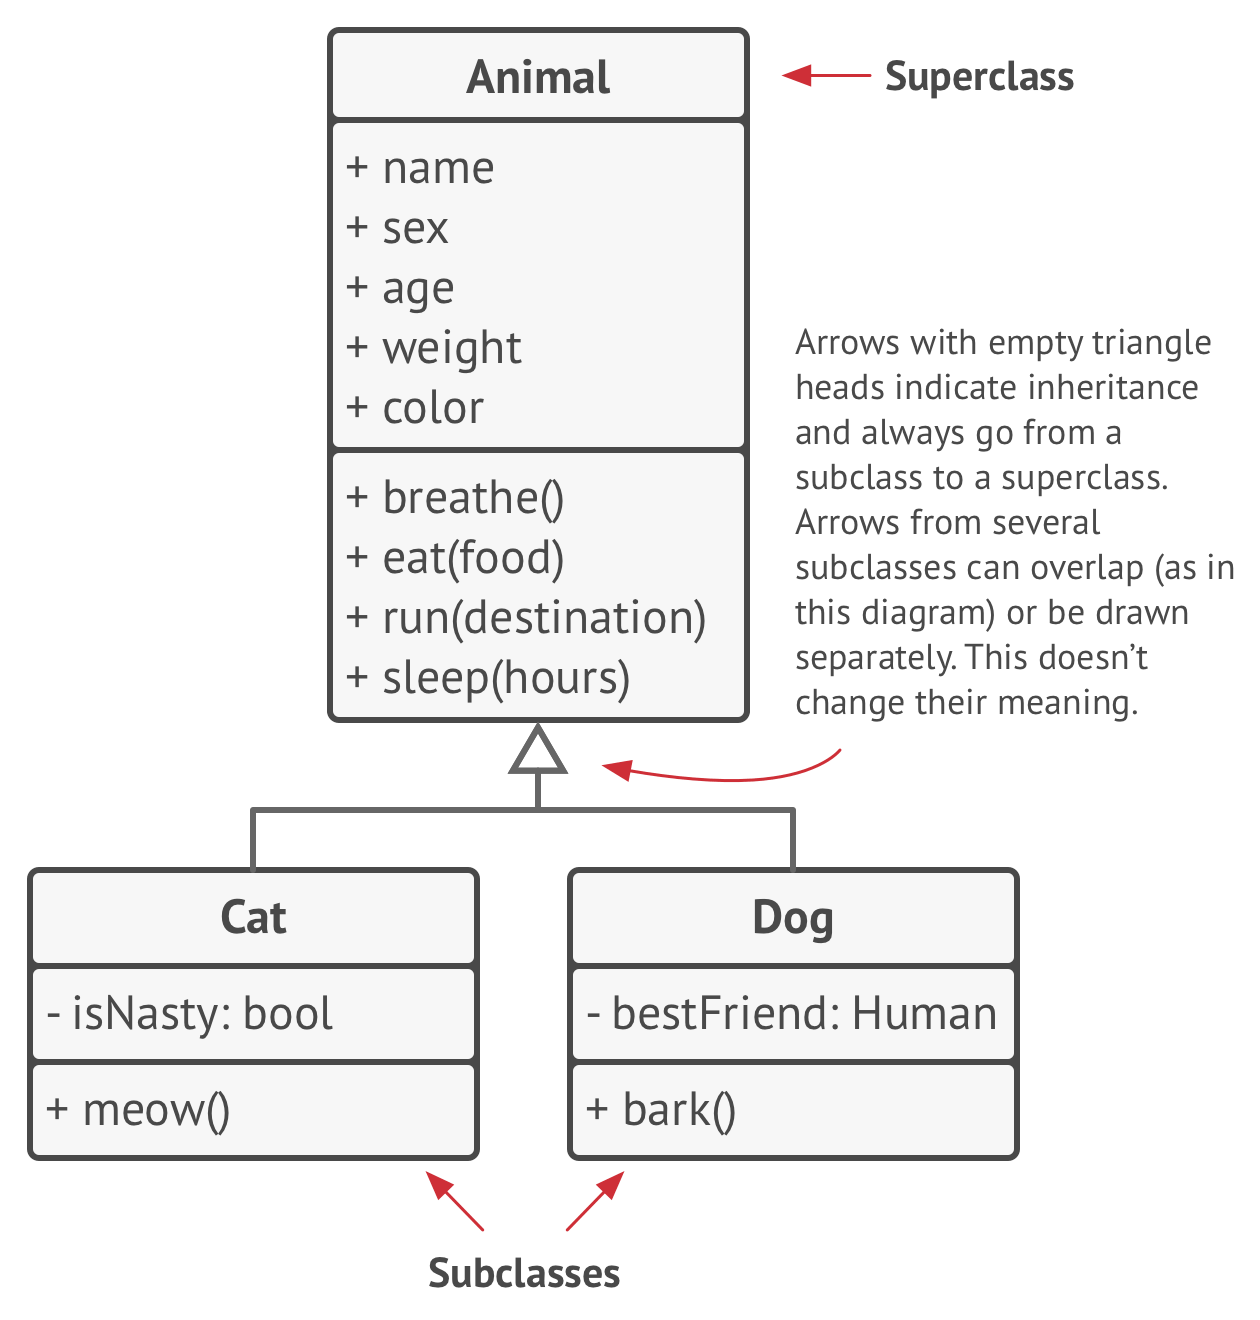 Animal
Superclass
+ name
+ sex
+ age
+ weight
+ color
+ breathe()
+ eat(food)
+ run(destination)
+ sleep(hours)
Arrows with empty triangle
heads indicate inheritance
and always go from a
subclass to a superclass.
Arrows from several
subclasses can overlap (as in
this diagram) or be drawn
separately. This doesn’t
change their meaning.
Cat
- isNasty: bool
+ meow()
Dog
- bestFriend: Human
+ bark()
Subclasses